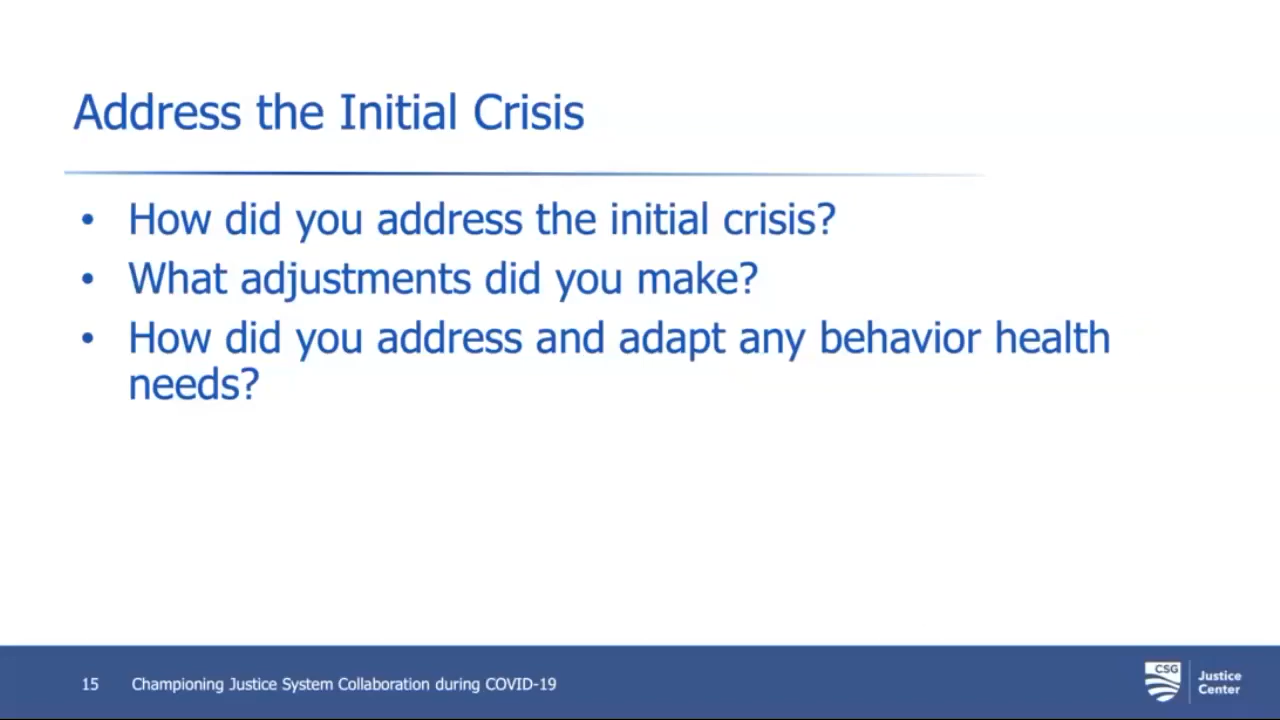 Address the Initial Crisis
• How did you address the initial crisis?
• What adjustments did you make?
• How did you address and adapt any behavior health
needs?
15 Championing Justice System Collaboration during COVID-19
CSG
Justice
Center